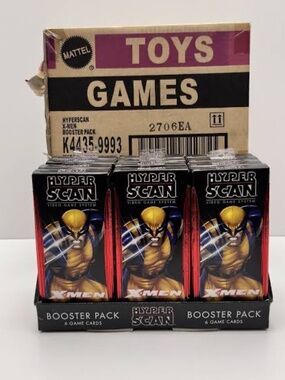 MATTEL
TOYS
GAMES
HYPERSCAN
X-MEN
BOOSTER PACK
K4435-9993
2706EA
HYPER HYPER HYPER
SCAN SCAN SCAN
VIDEO GAME SYSTEM VIDEO GAME SYSTEM VIDEO GAME SYSTEM
X-MEN X-MEN X-MEN
BOOSTER PACK
6 GAME CARDS
HYPER
SCAN
BOOSTER PACK
6 GAME CARDS